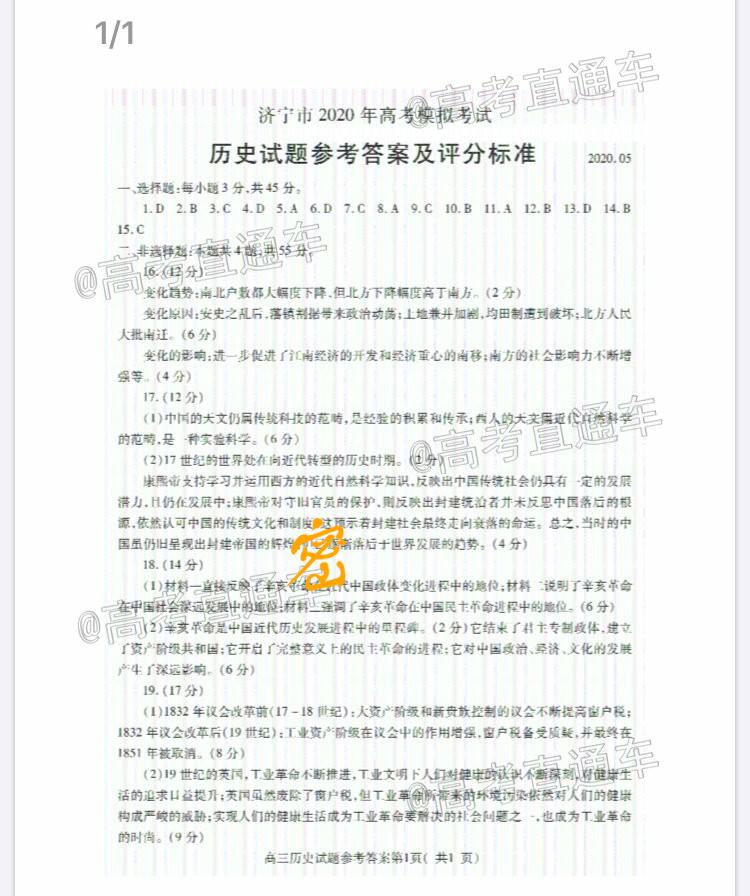 1/1
@高考直通车
济宁市 2020 年高考模拟考试
历史试题参考答案及评分标准 2020.05
一、选择题:每小题 3 分,共 45 分。
1. D 2. B 3. C 4. D 5. A 6. D 7. C 8. A 9. C 10. B 11. A 12. B 13. D 14. B
15. C
二、非选择题:本题共 4 题,共 55 分。
@高考直通车
16. (12 分)
变化趋势:南北户数都大幅度下降,但北方下降幅度高于南方。(2 分)
变化原因:安史之乱后,藩镇割据带来政治动荡;土地兼并加剧,均田制遭到破坏;北方人民
大批南迁。(6 分)
变化的影响:进一步促进了江南经济的开发和经济重心的南移;南方的社会影响力不断增
强等。(4 分)
17. (12 分)
(1)中国的天文仍属传统科技的范畴,是经验的积累和传承;西人的天文属近代自然科学
的范畴,是一种实验科学。(6 分)
@高考直通车
(2)17 世纪的世界处在向近代转型的历史时期。(2 分)
康熙帝支持学习并运用西方的近代自然科学知识,反映出中国传统社会仍具有一定的发展
潜力,且仍在发展中;康熙帝对守旧官员的保护,则反映出封建统治者并未反思中国落后的根
源,依然认可中国的传统文化和制度,这预示着封建社会最终走向衰落的命运。总之,当时的中
国虽仍旧呈现出封建帝国的辉煌,逐渐落后于世界发展的趋势。(4 分)
密
18. (14 分)
(1)材料一直接反映了辛亥革命在近代中国政体变化进程中的地位;材料二说明了辛亥革命
在中国社会深远发展中的地位;材料三强调了辛亥革命在中国民主革命进程中的地位。(6 分)
@高考直通车
(2)辛亥革命是中国近代历史发展进程中的里程碑。(2 分)它结束了君主专制政体,建立
了资产阶级共和国;它开启了完整意义上的民主革命的进程;它对中国政治、经济、文化的发展
产生了深远影响。(6 分)
19. (17 分)
(1)1832 年议会改革前(17-18 世纪):大资产阶级和新贵族控制的议会不断提高窗户税;
1832 年议会改革后(19 世纪):工业资产阶级在议会中的作用增强,窗户税备受质疑,并最终在
1851 年被取消。(8 分)
(2)19 世纪的英国,工业革命不断推进,工业文明下人们对健康的认识不断深刻,对健康生
活的追求日益提升;英国虽然废除了窗户税,但工业革命所带来的环境污染依然对人们的健康
@高考直通车
构成严峻的威胁;实现人们的健康生活成为工业革命要解决的社会问题之一,也成为工业革命
的时尚。(9 分)
高三历史试题参考答案第1页( 共1 页)